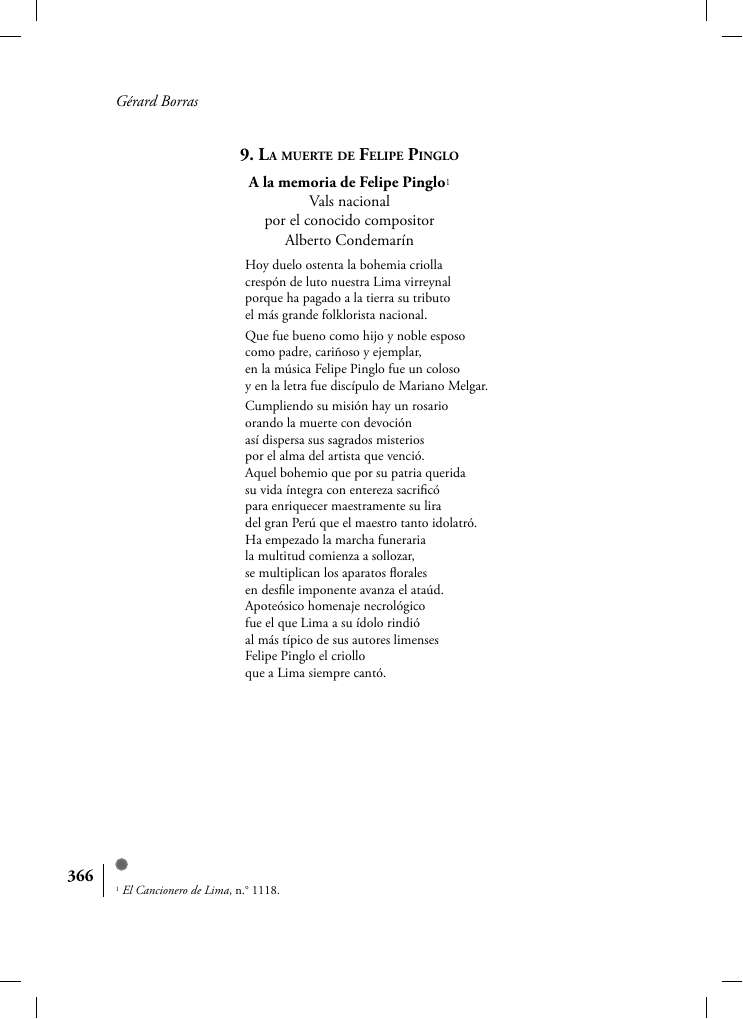 Gérard Borras
9. La muerte de Felipe Pinglo
A la memoria de Felipe Pinglo1
Vals nacional
por el conocido compositor
Alberto Condemarín
Hoy duelo ostenta la bohemia criolla
crespón de luto nuestra Lima virreynal
porque ha pagado a la tierra su tributo
el más grande folklorista nacional.
Que fue bueno como hijo y noble esposo
como padre, cariñoso y ejemplar,
en la música Felipe Pinglo fue un coloso
y en la letra fue discípulo de Mariano Melgar.
Cumpliendo su misión hay un rosario
orando la muerte con devoción
así dispersa sus sagrados misterios
por el alma del artista que venció.
Aquel bohemio que por su patria querida
su vida íntegra con entereza sacrificó
para enriquecer maestramente su lira
del gran Perú que el maestro tanto idolatró.
Ha empezado la marcha funeraria
la multitud comienza a sollozar,
se multiplican los aparatos florales
en desfile imponente avanza el ataúd.
Apoteósico homenaje necrológico
fue el que Lima a su ídolo rindió
al más típico de sus autores limenses
Felipe Pinglo el criollo
que a Lima siempre cantó.
366
1 El Cancionero de Lima, n.° 1118.